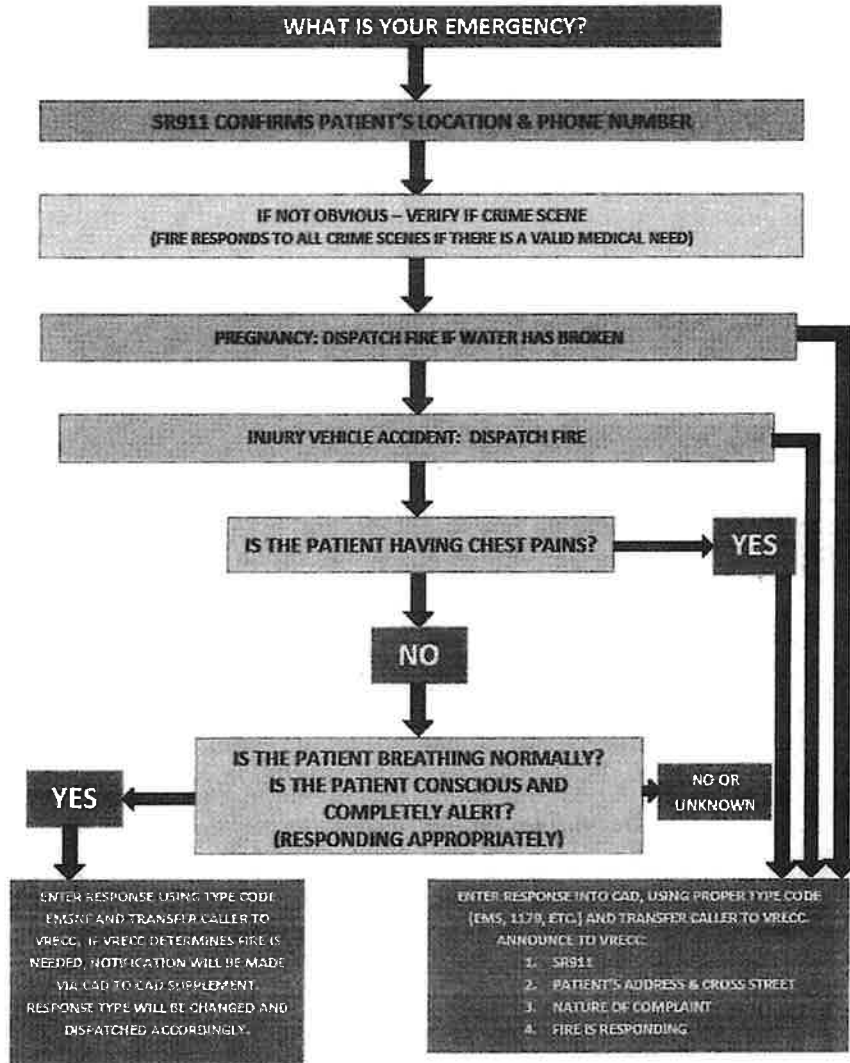 WHAT IS YOUR EMERGENCY?
SR911 CONFIRMS PATIENT'S LOCATION & PHONE NUMBER
IF NOT OBVIOUS – VERIFY IF CRIME SCENE
(FIRE RESPONDS TO ALL CRIME SCENES IF THERE IS A VALID MEDICAL NEED)
PREGNANCY: DISPATCH FIRE IF WATER HAS BROKEN
INJURY VEHICLE ACCIDENT: DISPATCH FIRE
IS THE PATIENT HAVING CHEST PAINS?
YES
NO
IS THE PATIENT BREATHING NORMALLY?
IS THE PATIENT CONSCIOUS AND
COMPLETELY ALERT?
(RESPONDING APPROPRIATELY)
YES
NO OR
UNKNOWN
ENTER RESPONSE USING TYPE CODE
EMSNF AND TRANSFER CALLER TO
VRECC. IF VRECC DETERMINES FIRE IS
NEEDED, NOTIFICATION WILL BE MADE
VIA CAD TO CAD SUPPLEMENT.
RESPONSE TYPE WILL BE CHANGED AND
DISPATCHED ACCORDINGLY.
ENTER RESPONSE INTO CAD, USING PROPER TYPE CODE
(EMS, 1179, ETC.) AND TRANSFER CALLER TO VRECC.
ANNOUNCE TO VRECC:
1. SR911
2. PATIENT'S ADDRESS & CROSS STREET
3. NATURE OF COMPLAINT
4. FIRE IS RESPONDING